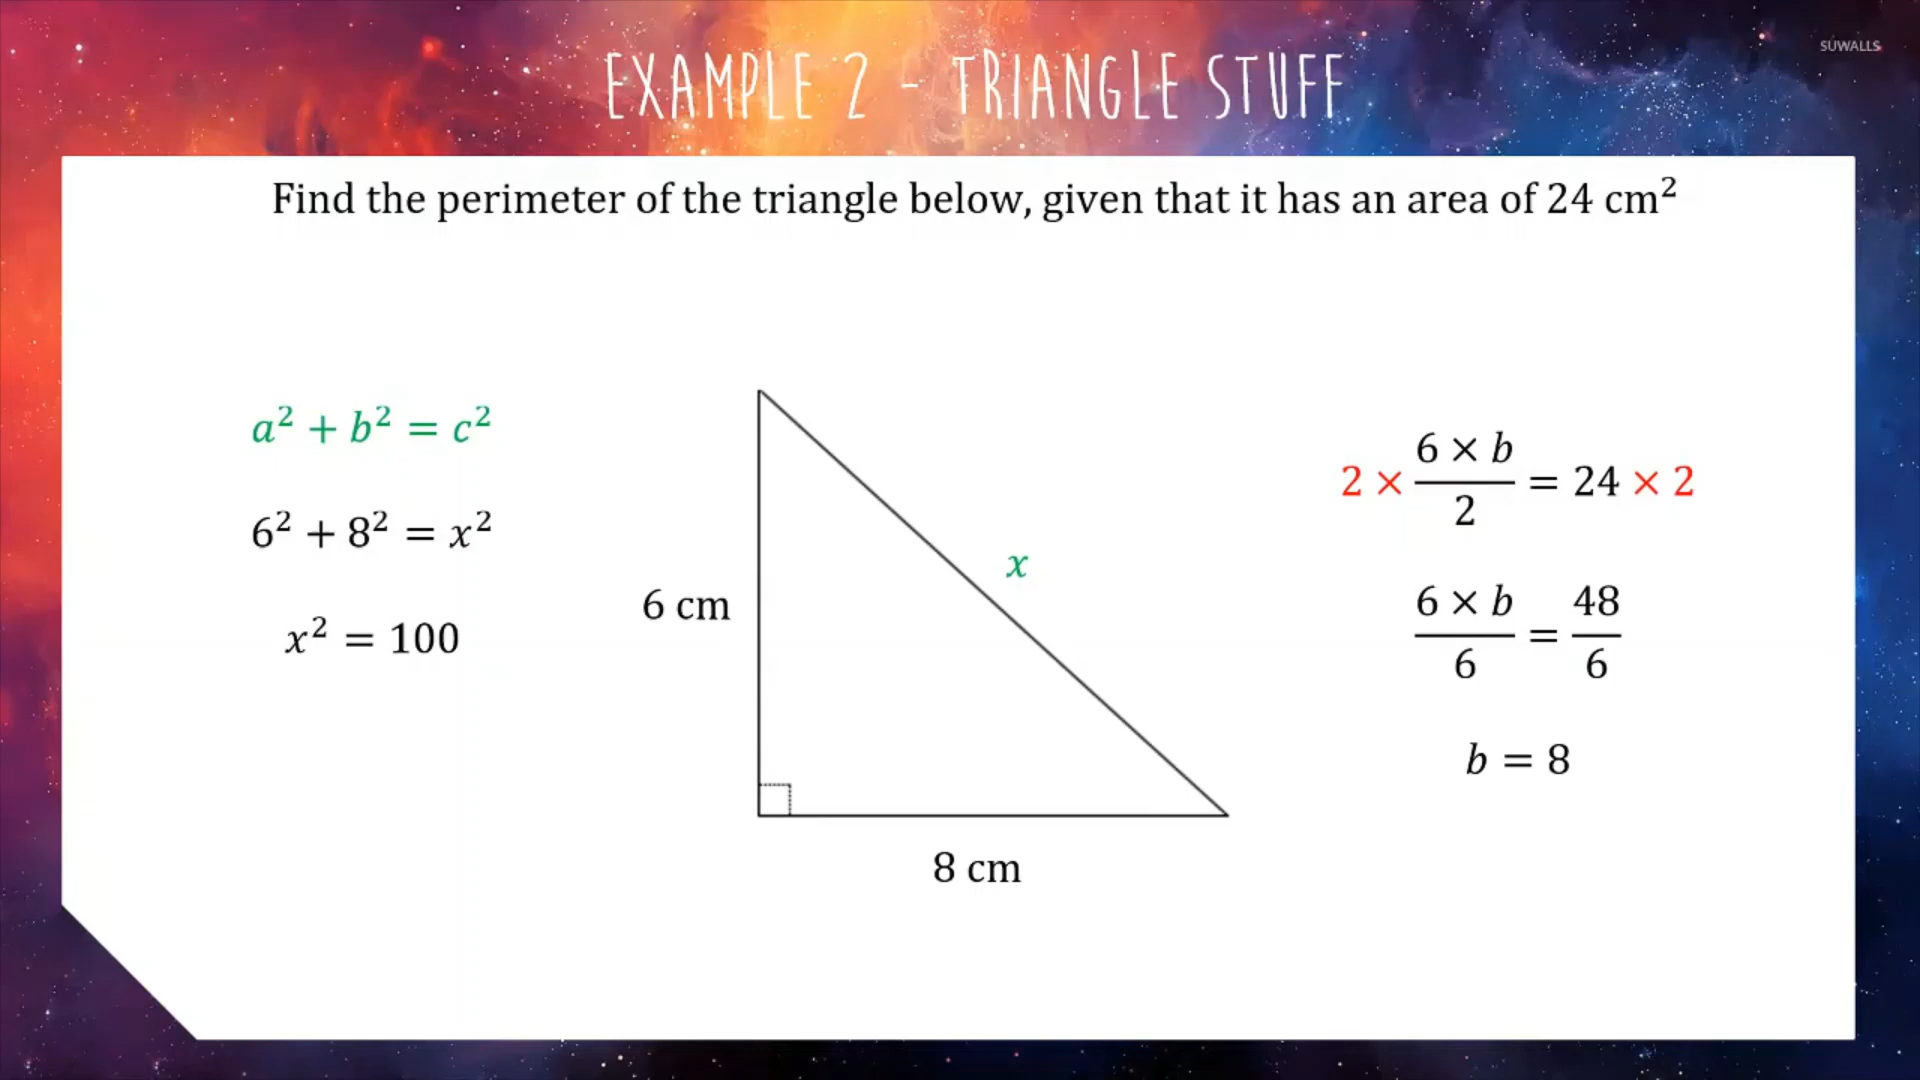 SUWALLS
EXAMPLE 2 - TRIANGLE STUFF
Find the perimeter of the triangle below, given that it has an area of 24 cm²
a² + b² = c²
6² + 8² = x²
x² = 100
6 cm
x
8 cm
2 × (6 × b)/2 = 24 × 2
(6 × b)/6 = 48/6
b = 8